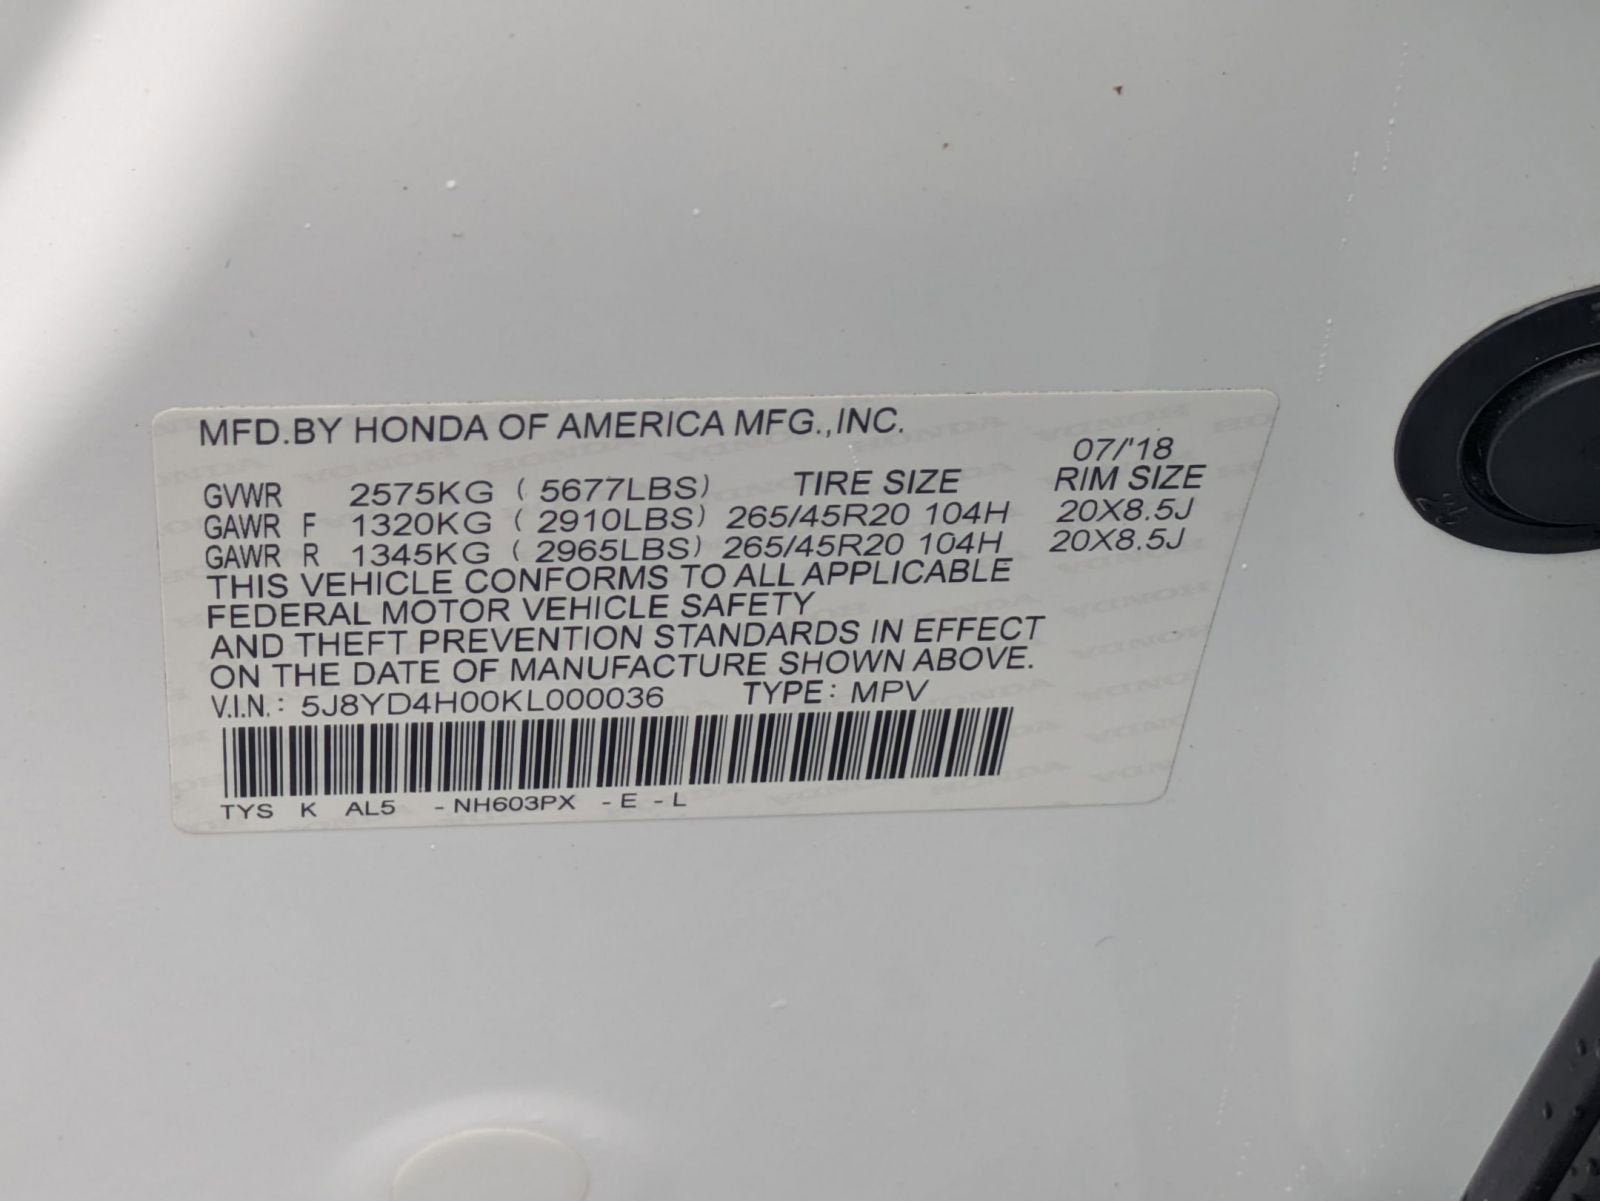 MFD.BY HONDA OF AMERICA MFG.,INC.
07/'18
GVWR 2575KG ( 5677LBS) TIRE SIZE RIM SIZE
GAWR F 1320KG ( 2910LBS) 265/45R20 104H 20X8.5J
GAWR R 1345KG ( 2965LBS) 265/45R20 104H 20X8.5J
THIS VEHICLE CONFORMS TO ALL APPLICABLE
FEDERAL MOTOR VEHICLE SAFETY
AND THEFT PREVENTION STANDARDS IN EFFECT
ON THE DATE OF MANUFACTURE SHOWN ABOVE.
V.I.N.: 5J8YD4H00KL000036 TYPE: MPV
TYS K AL5 -NH603PX -E -L